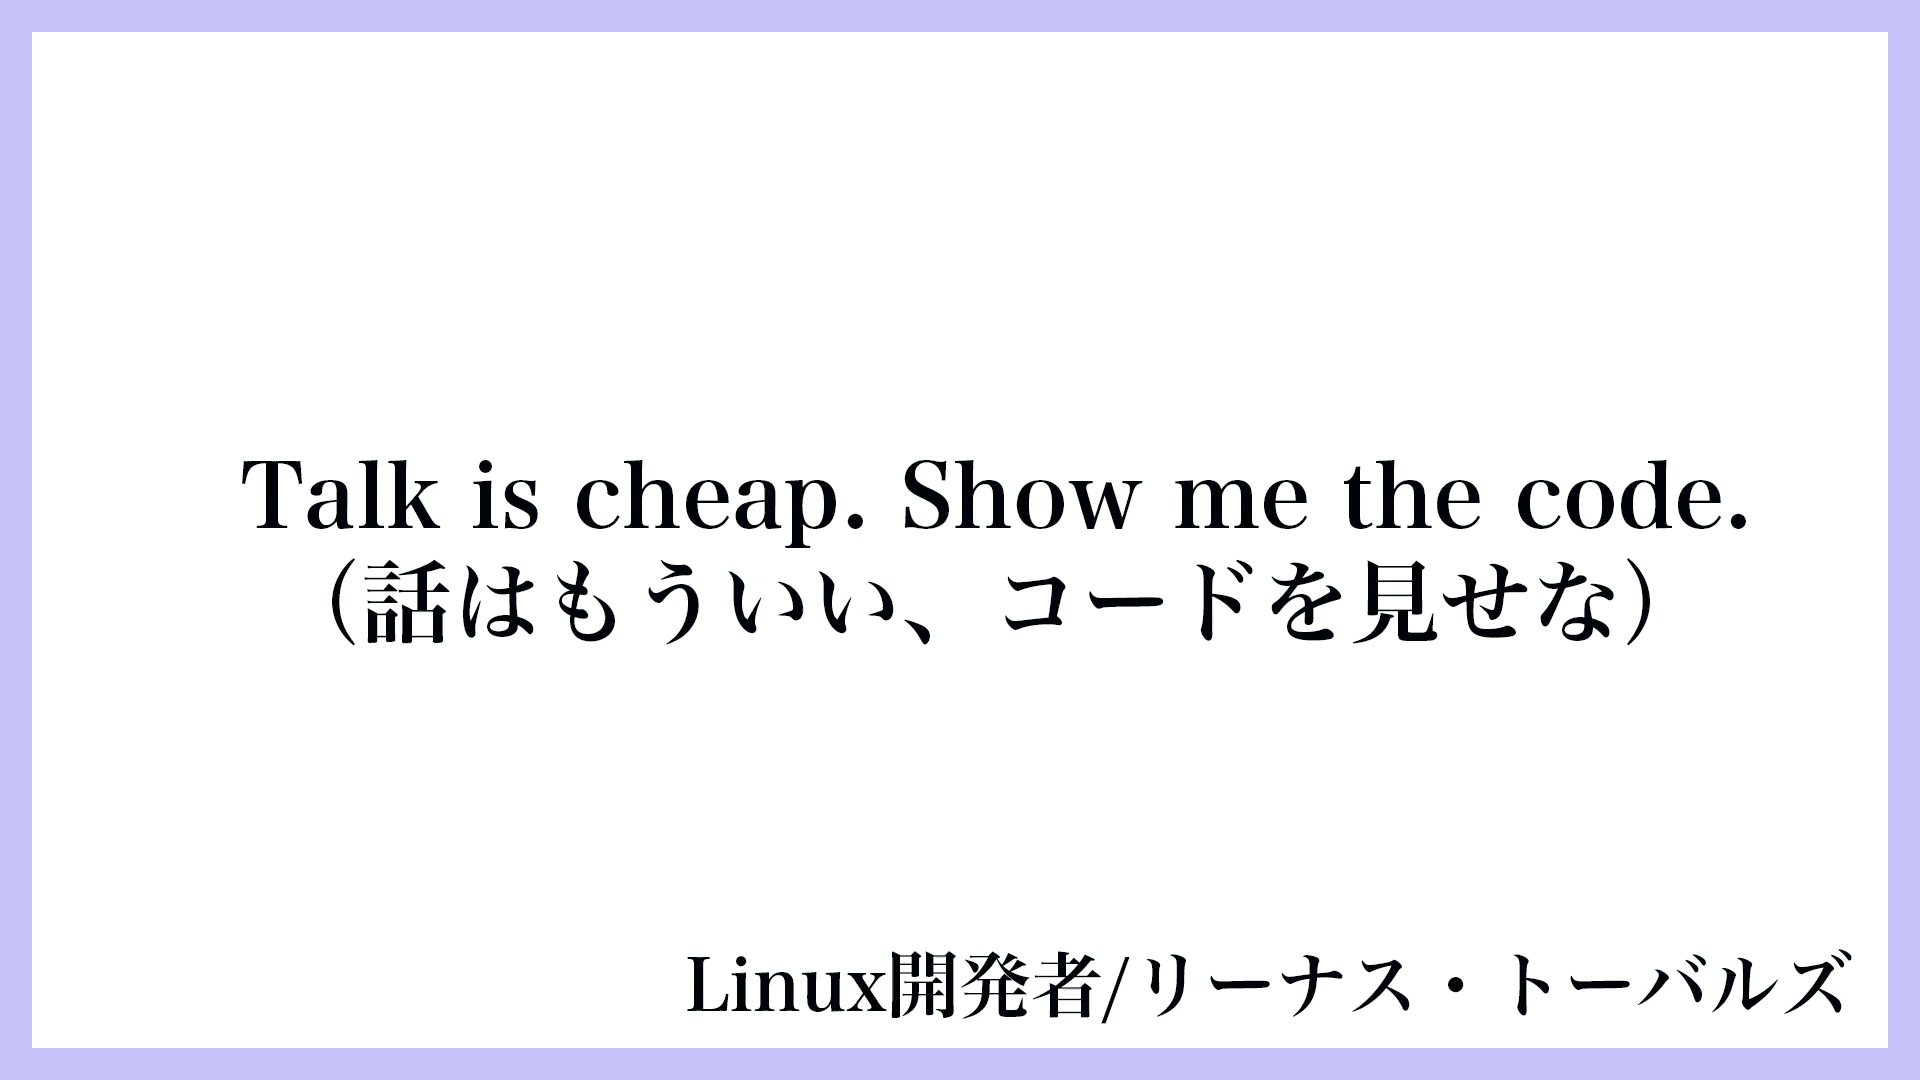 Talk is cheap. Show me the code.
（話はもういい、コードを見せな）
Linux開発者/リーナス・トーバルズ